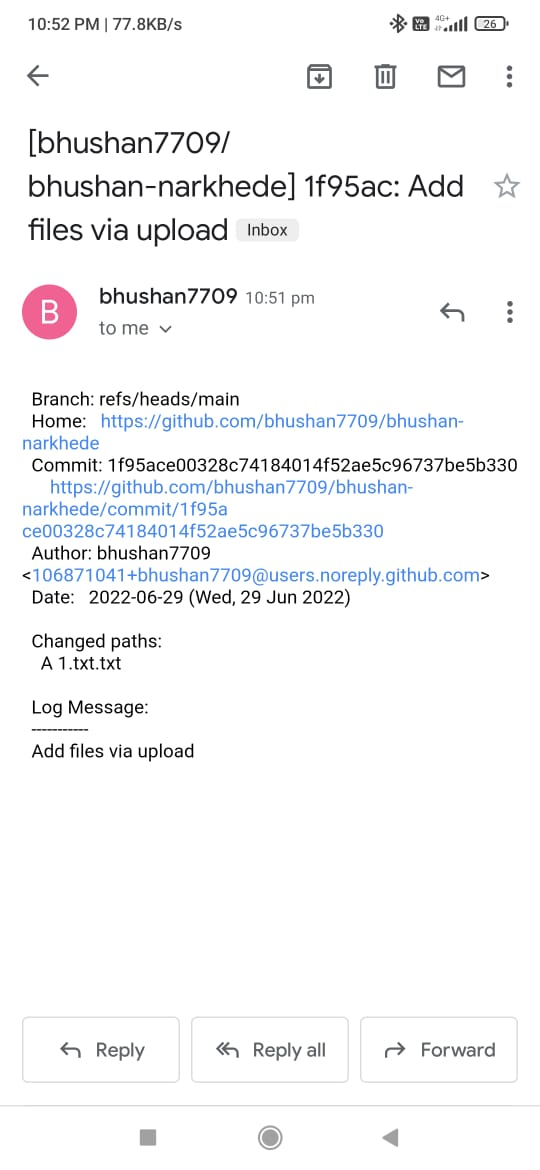 10:52 PM | 77.8KB/s
Vo LTE 4G+ 26
[bhushan7709/
bhushan-narkhede] 1f95ac: Add
files via upload Inbox
B
bhushan7709 10:51 pm
to me
Branch: refs/heads/main
Home: https://github.com/bhushan7709/bhushan-
narkhede
Commit: 1f95ace00328c74184014f52ae5c96737be5b330
https://github.com/bhushan7709/bhushan-
narkhede/commit/1f95a
ce00328c74184014f52ae5c96737be5b330
Author: bhushan7709
<106871041+bhushan7709@users.noreply.github.com>
Date: 2022-06-29 (Wed, 29 Jun 2022)
Changed paths:
A 1.txt.txt
Log Message:
-----------
Add files via upload
Reply
Reply all
Forward